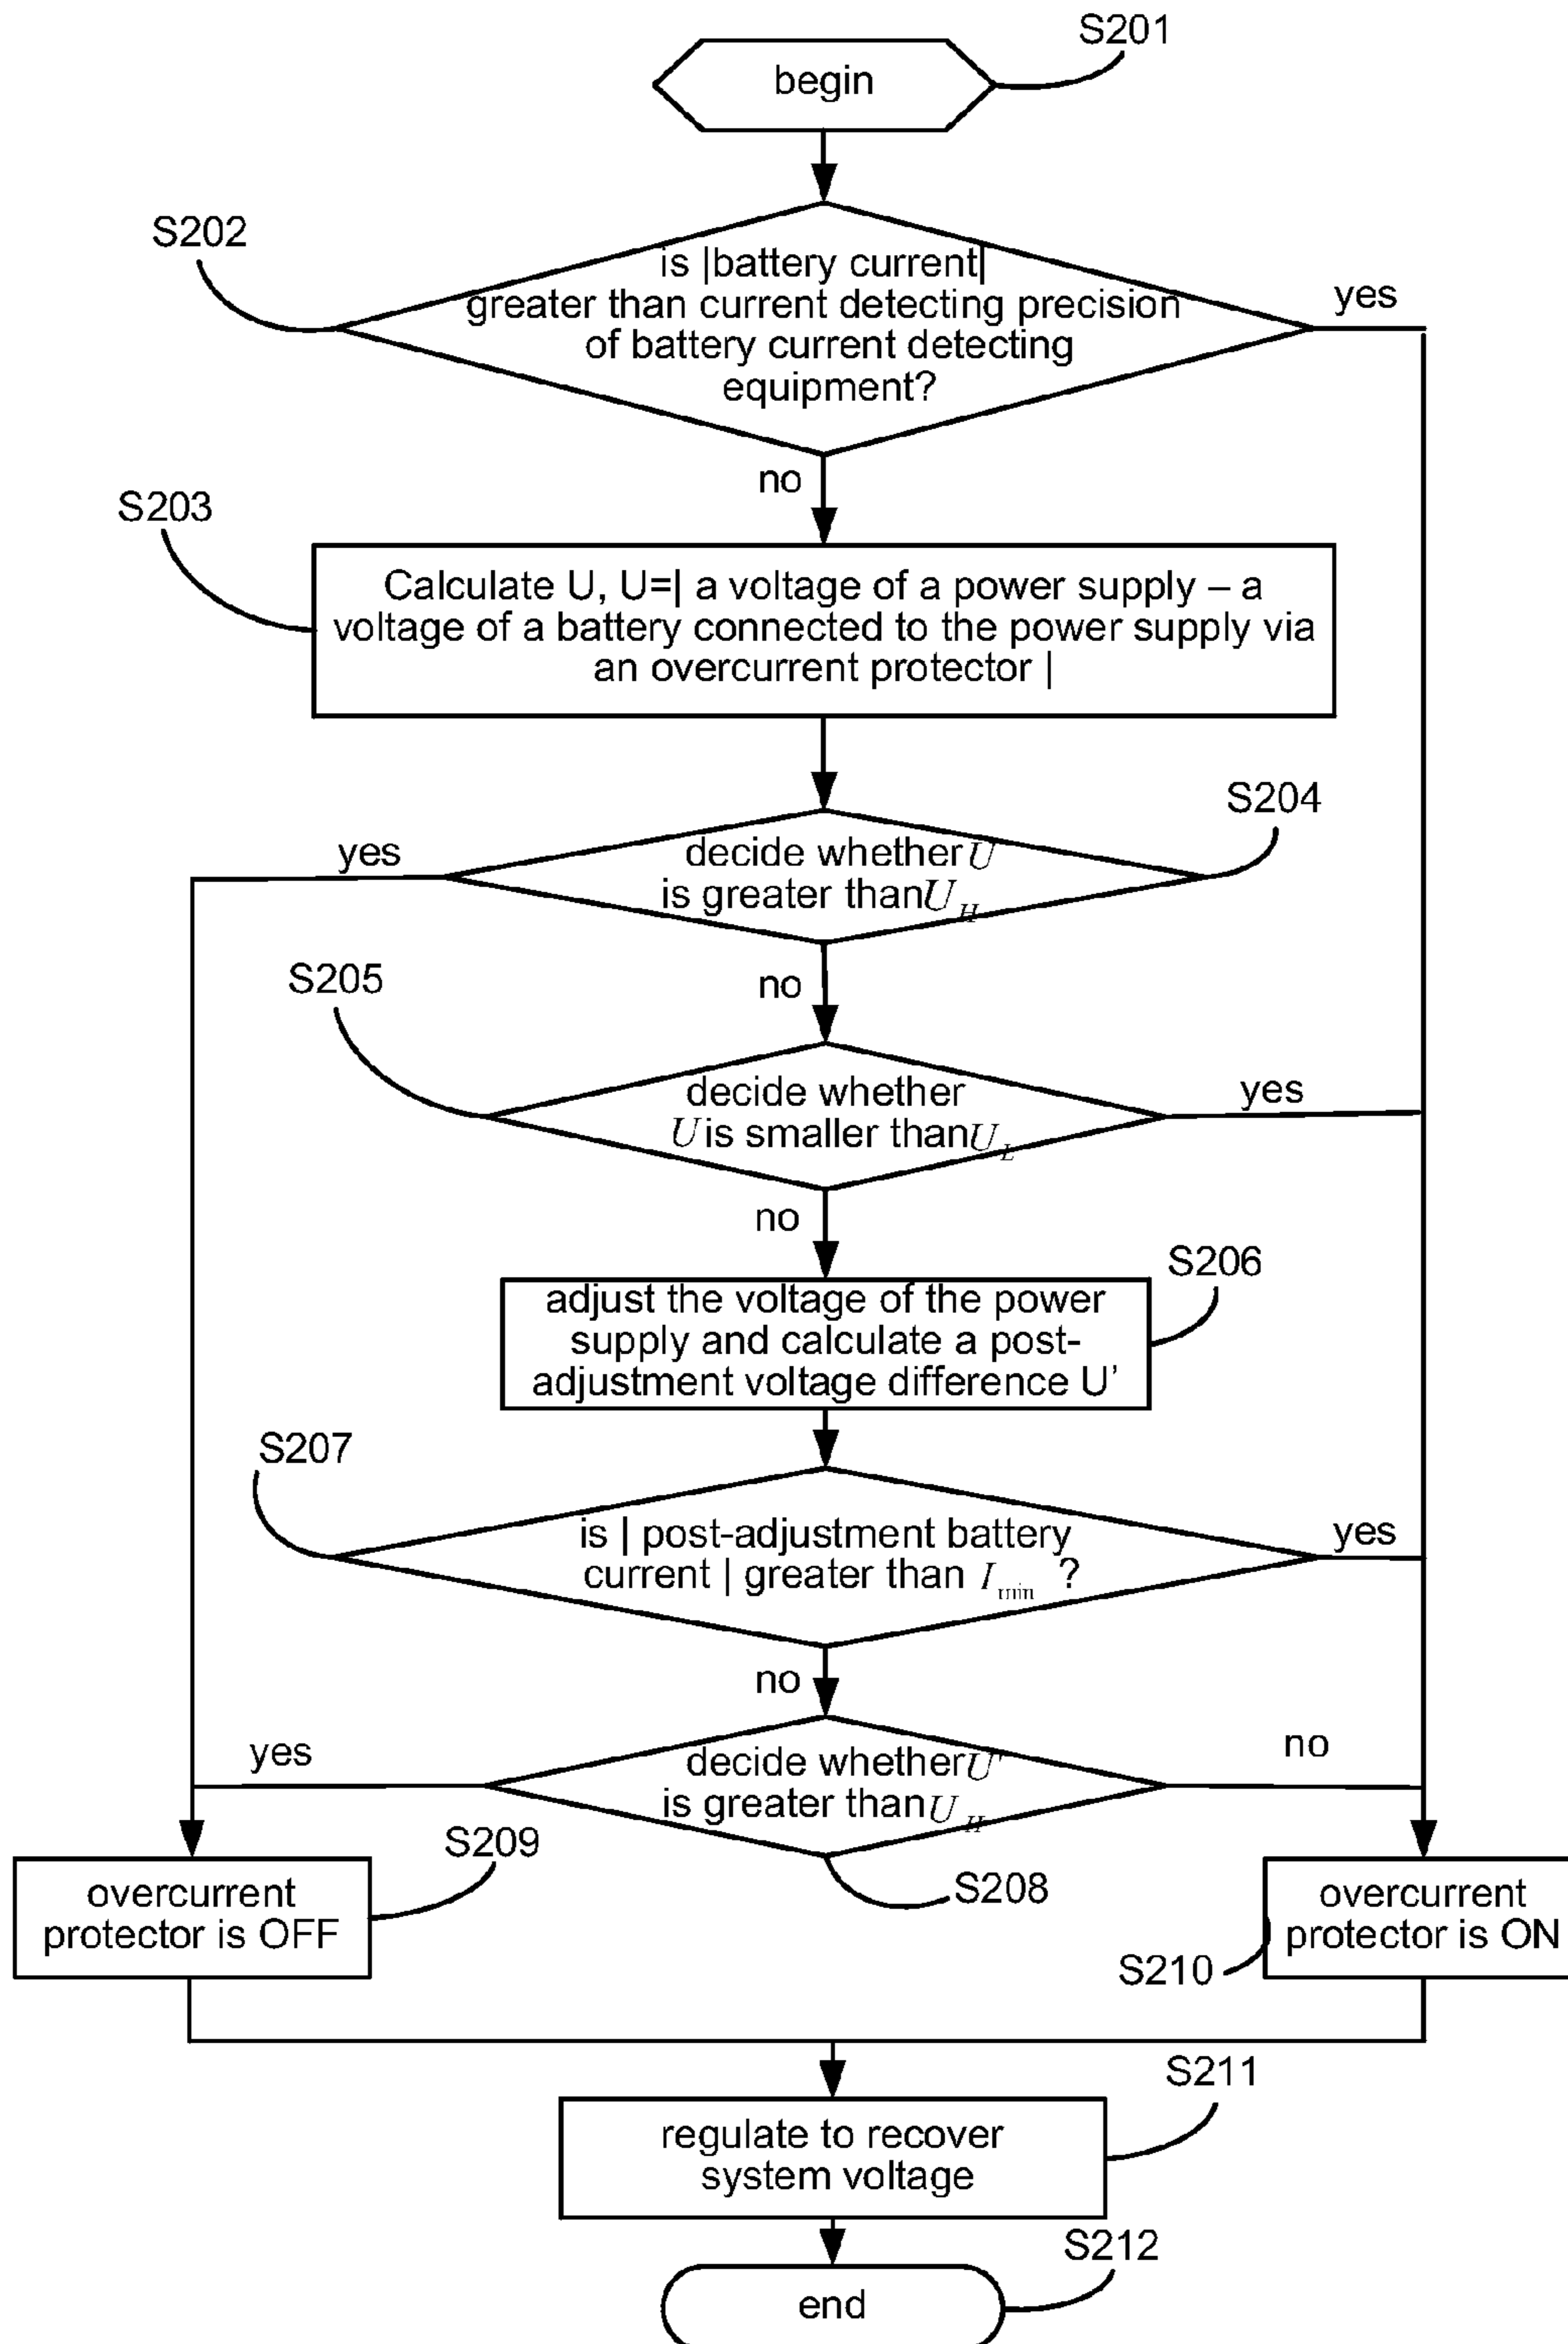 S201
begin
S202
is |battery current|
greater than current detecting precision
of battery current detecting
equipment?
yes
no
S203
Calculate U, U=| a voltage of a power supply – a
voltage of a battery connected to the power supply via
an overcurrent protector |
S204
yes
decide whether U
is greater than U_H
no
S205
decide whether
U is smaller than U_L
yes
no
S206
adjust the voltage of the power
supply and calculate a post-
adjustment voltage difference U'
S207
is | post-adjustment battery
current | greater than I_min ?
yes
no
yes
decide whether U'
is greater than U_H
no
S208
S209
overcurrent
protector is OFF
S210
overcurrent
protector is ON
S211
regulate to recover
system voltage
S212
end